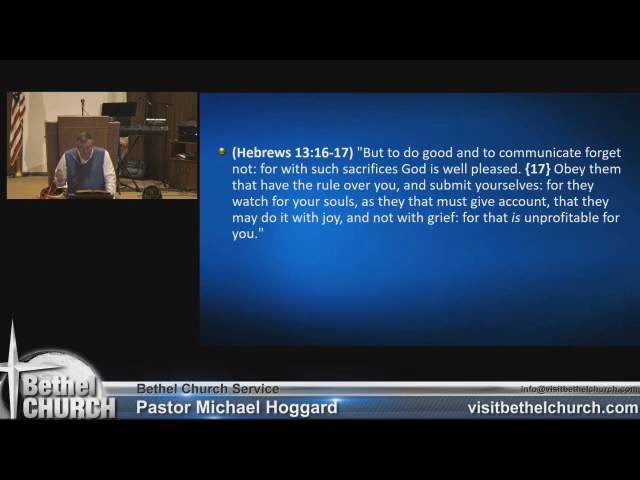 (Hebrews 13:16-17) "But to do good and to communicate forget
not: for with such sacrifices God is well pleased. {17} Obey them
that have the rule over you, and submit yourselves: for they
watch for your souls, as they that must give account, that they
may do it with joy, and not with grief: for that is unprofitable for
you."
Bethel
CHURCH
Bethel Church Service
info@visitbethelchurch.com
Pastor Michael Hoggard
visitbethelchurch.com